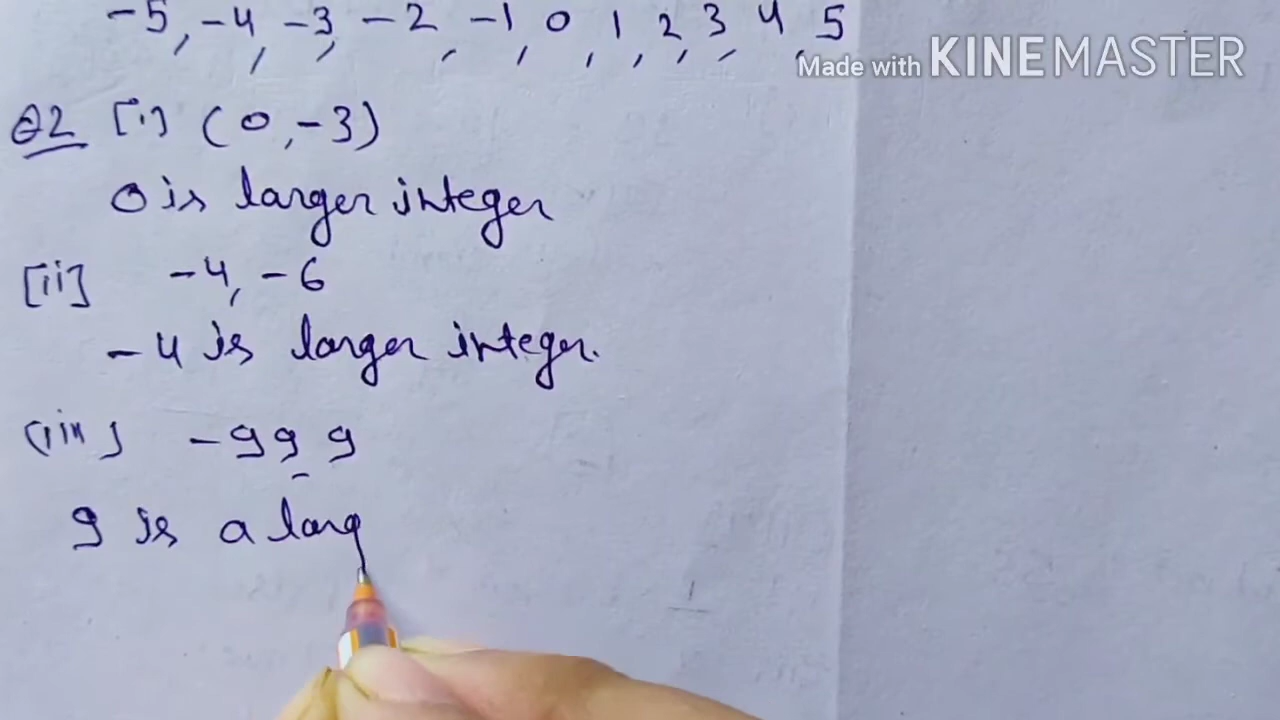 -5, -4, -3, -2, -1, 0, 1, 2, 3, 4, 5
Made with KINEMASTER
Q2 [i] (0, -3)
0 is larger integer
[ii] -4, -6
-4 is larger integer.
(iii] -99, 9
9 is a larg